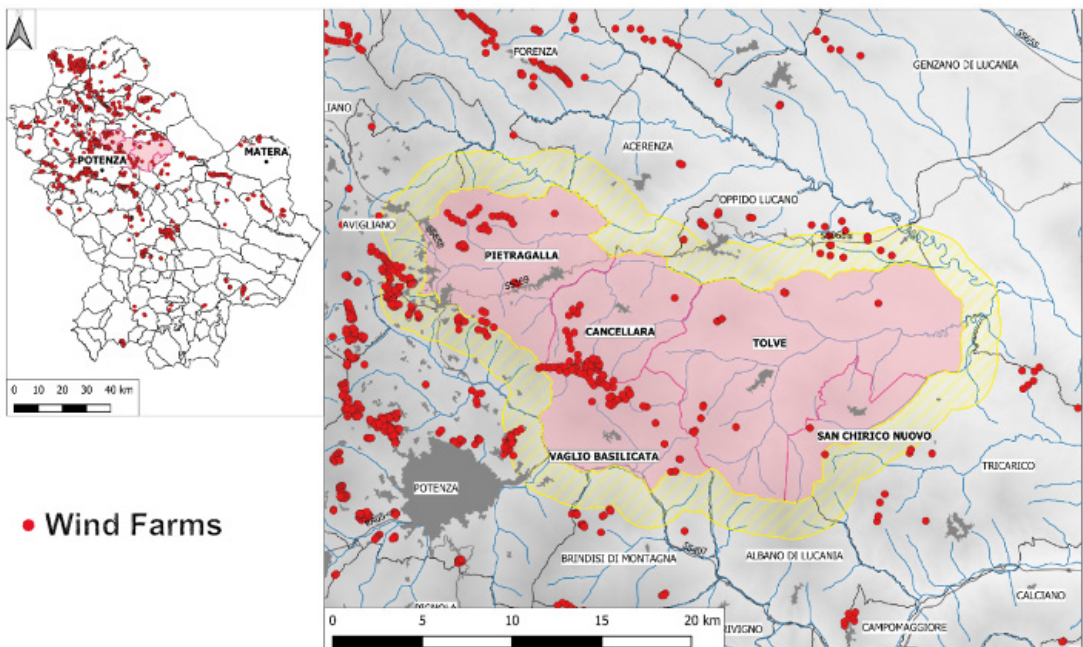 POTENZA
MATERA
0 10 20 30 40 km
Wind Farms
FORENZA
GENZANO DI LUCANIA
LIANO
ACERENZA
OPPIDO LUCANO
AVIGLIANO
PIETRAGALLA
CANCELLARA
TOLVE
SAN CHIRICO NUOVO
VAGLIO BASILICATA
TRICARICO
POTENZA
BRINDISI DI MONTAGNA
ALBANO DI LUCANIA
CALCIANO
CAMPOMAGGIORE
0 5 10 15 20 km